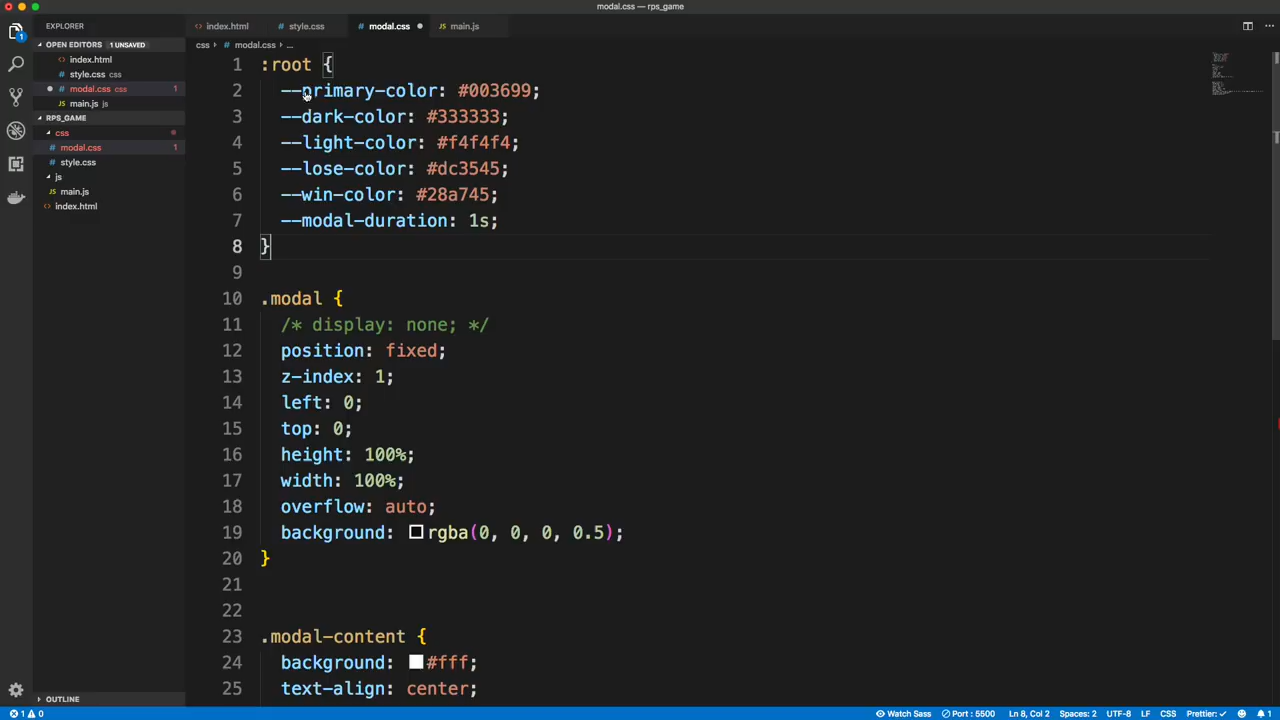 modal.css — rps_game
EXPLORER
index.html
style.css
modal.css
main.js
OPEN EDITORS 1 UNSAVED
index.html
style.css css
modal.css css 1
main.js js
RPS_GAME
css
modal.css 1
style.css
js
main.js
index.html
OUTLINE
css › # modal.css › ...
1 :root {
2 --primary-color: #003699;
3 --dark-color: #333333;
4 --light-color: #f4f4f4;
5 --lose-color: #dc3545;
6 --win-color: #28a745;
7 --modal-duration: 1s;
8 }
9
10 .modal {
11 /* display: none; */
12 position: fixed;
13 z-index: 1;
14 left: 0;
15 top: 0;
16 height: 100%;
17 width: 100%;
18 overflow: auto;
19 background: rgba(0, 0, 0, 0.5);
20 }
21
22
23 .modal-content {
24 background: #fff;
25 text-align: center;
1 0
Watch Sass Port : 5500 Ln 8, Col 2 Spaces: 2 UTF-8 LF CSS Prettier: ✓ 1